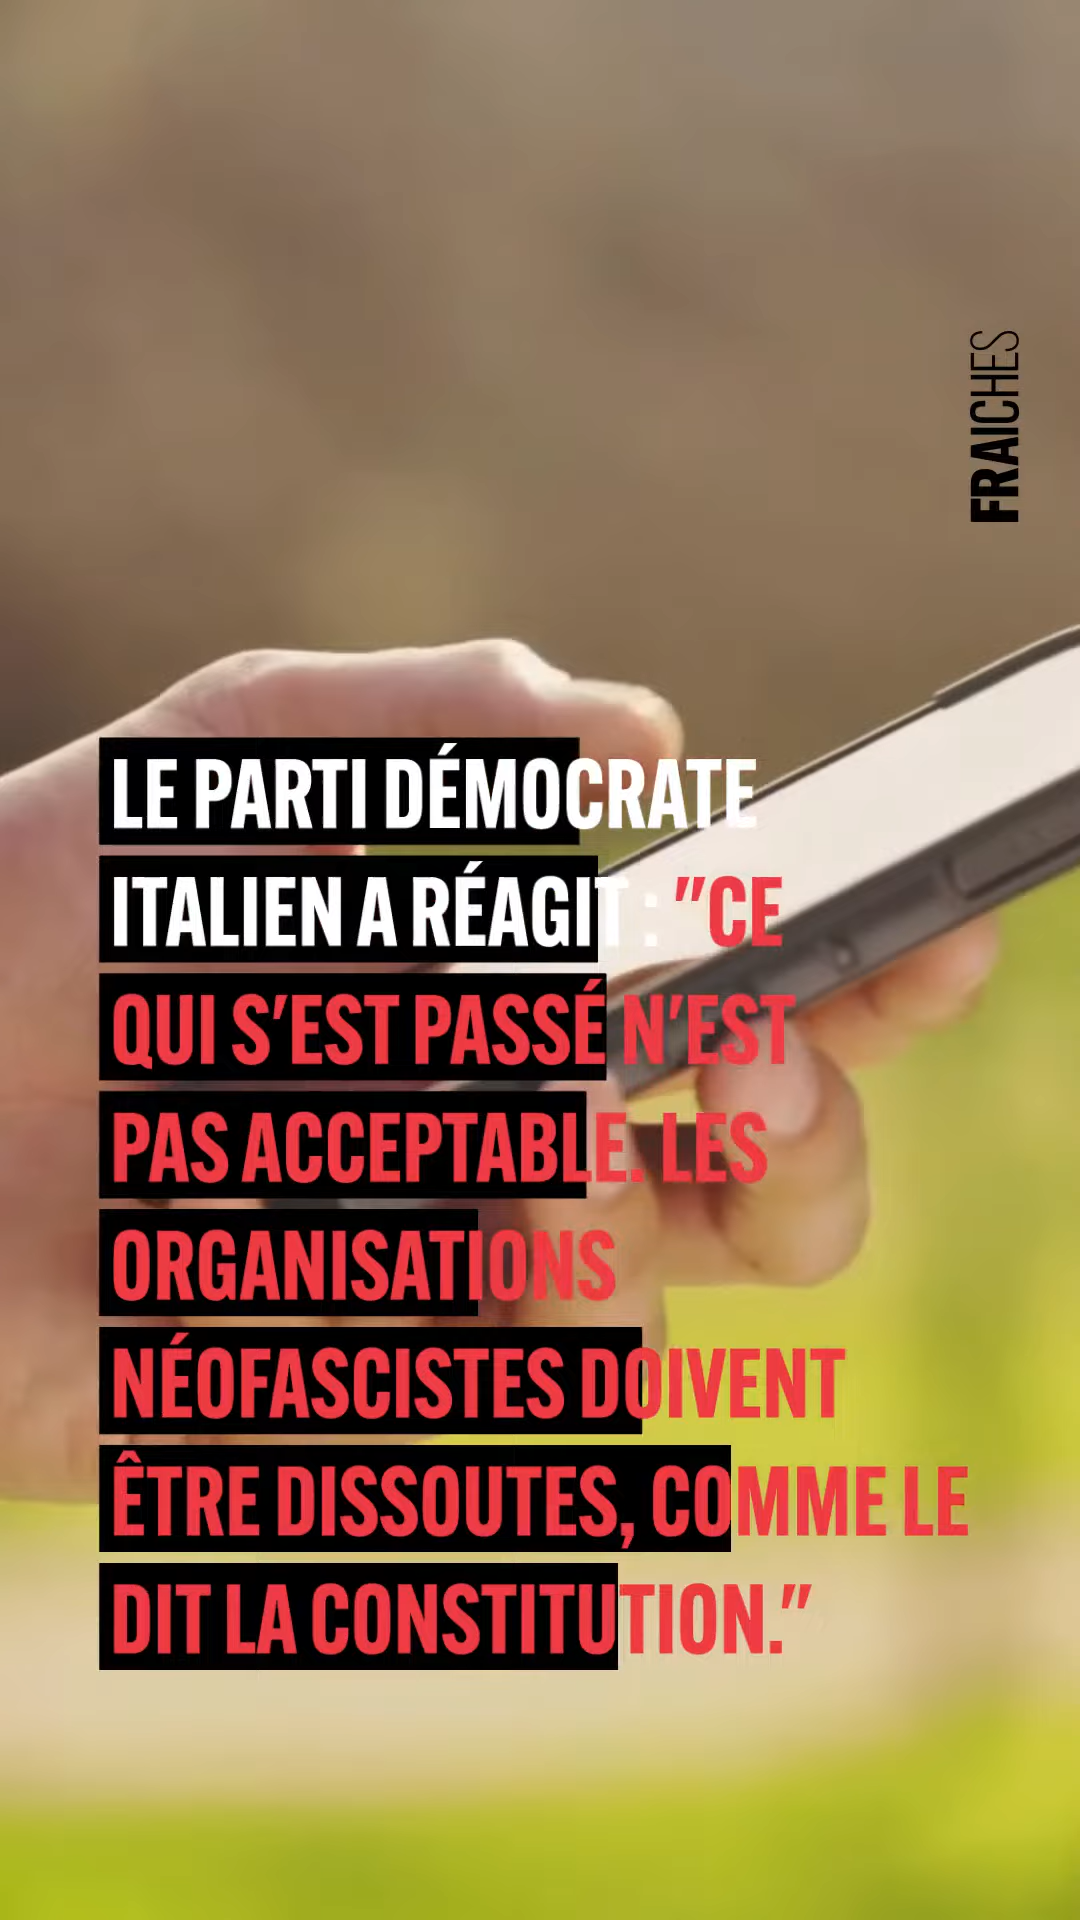 FRAICHES
LE PARTI DÉMOCRATE
ITALIEN A RÉAGIT : "CE
QUI S'EST PASSÉ N'EST
PAS ACCEPTABLE. LES
ORGANISATIONS
NÉOFASCISTES DOIVENT
ÊTRE DISSOUTES, COMME LE
DIT LA CONSTITUTION."